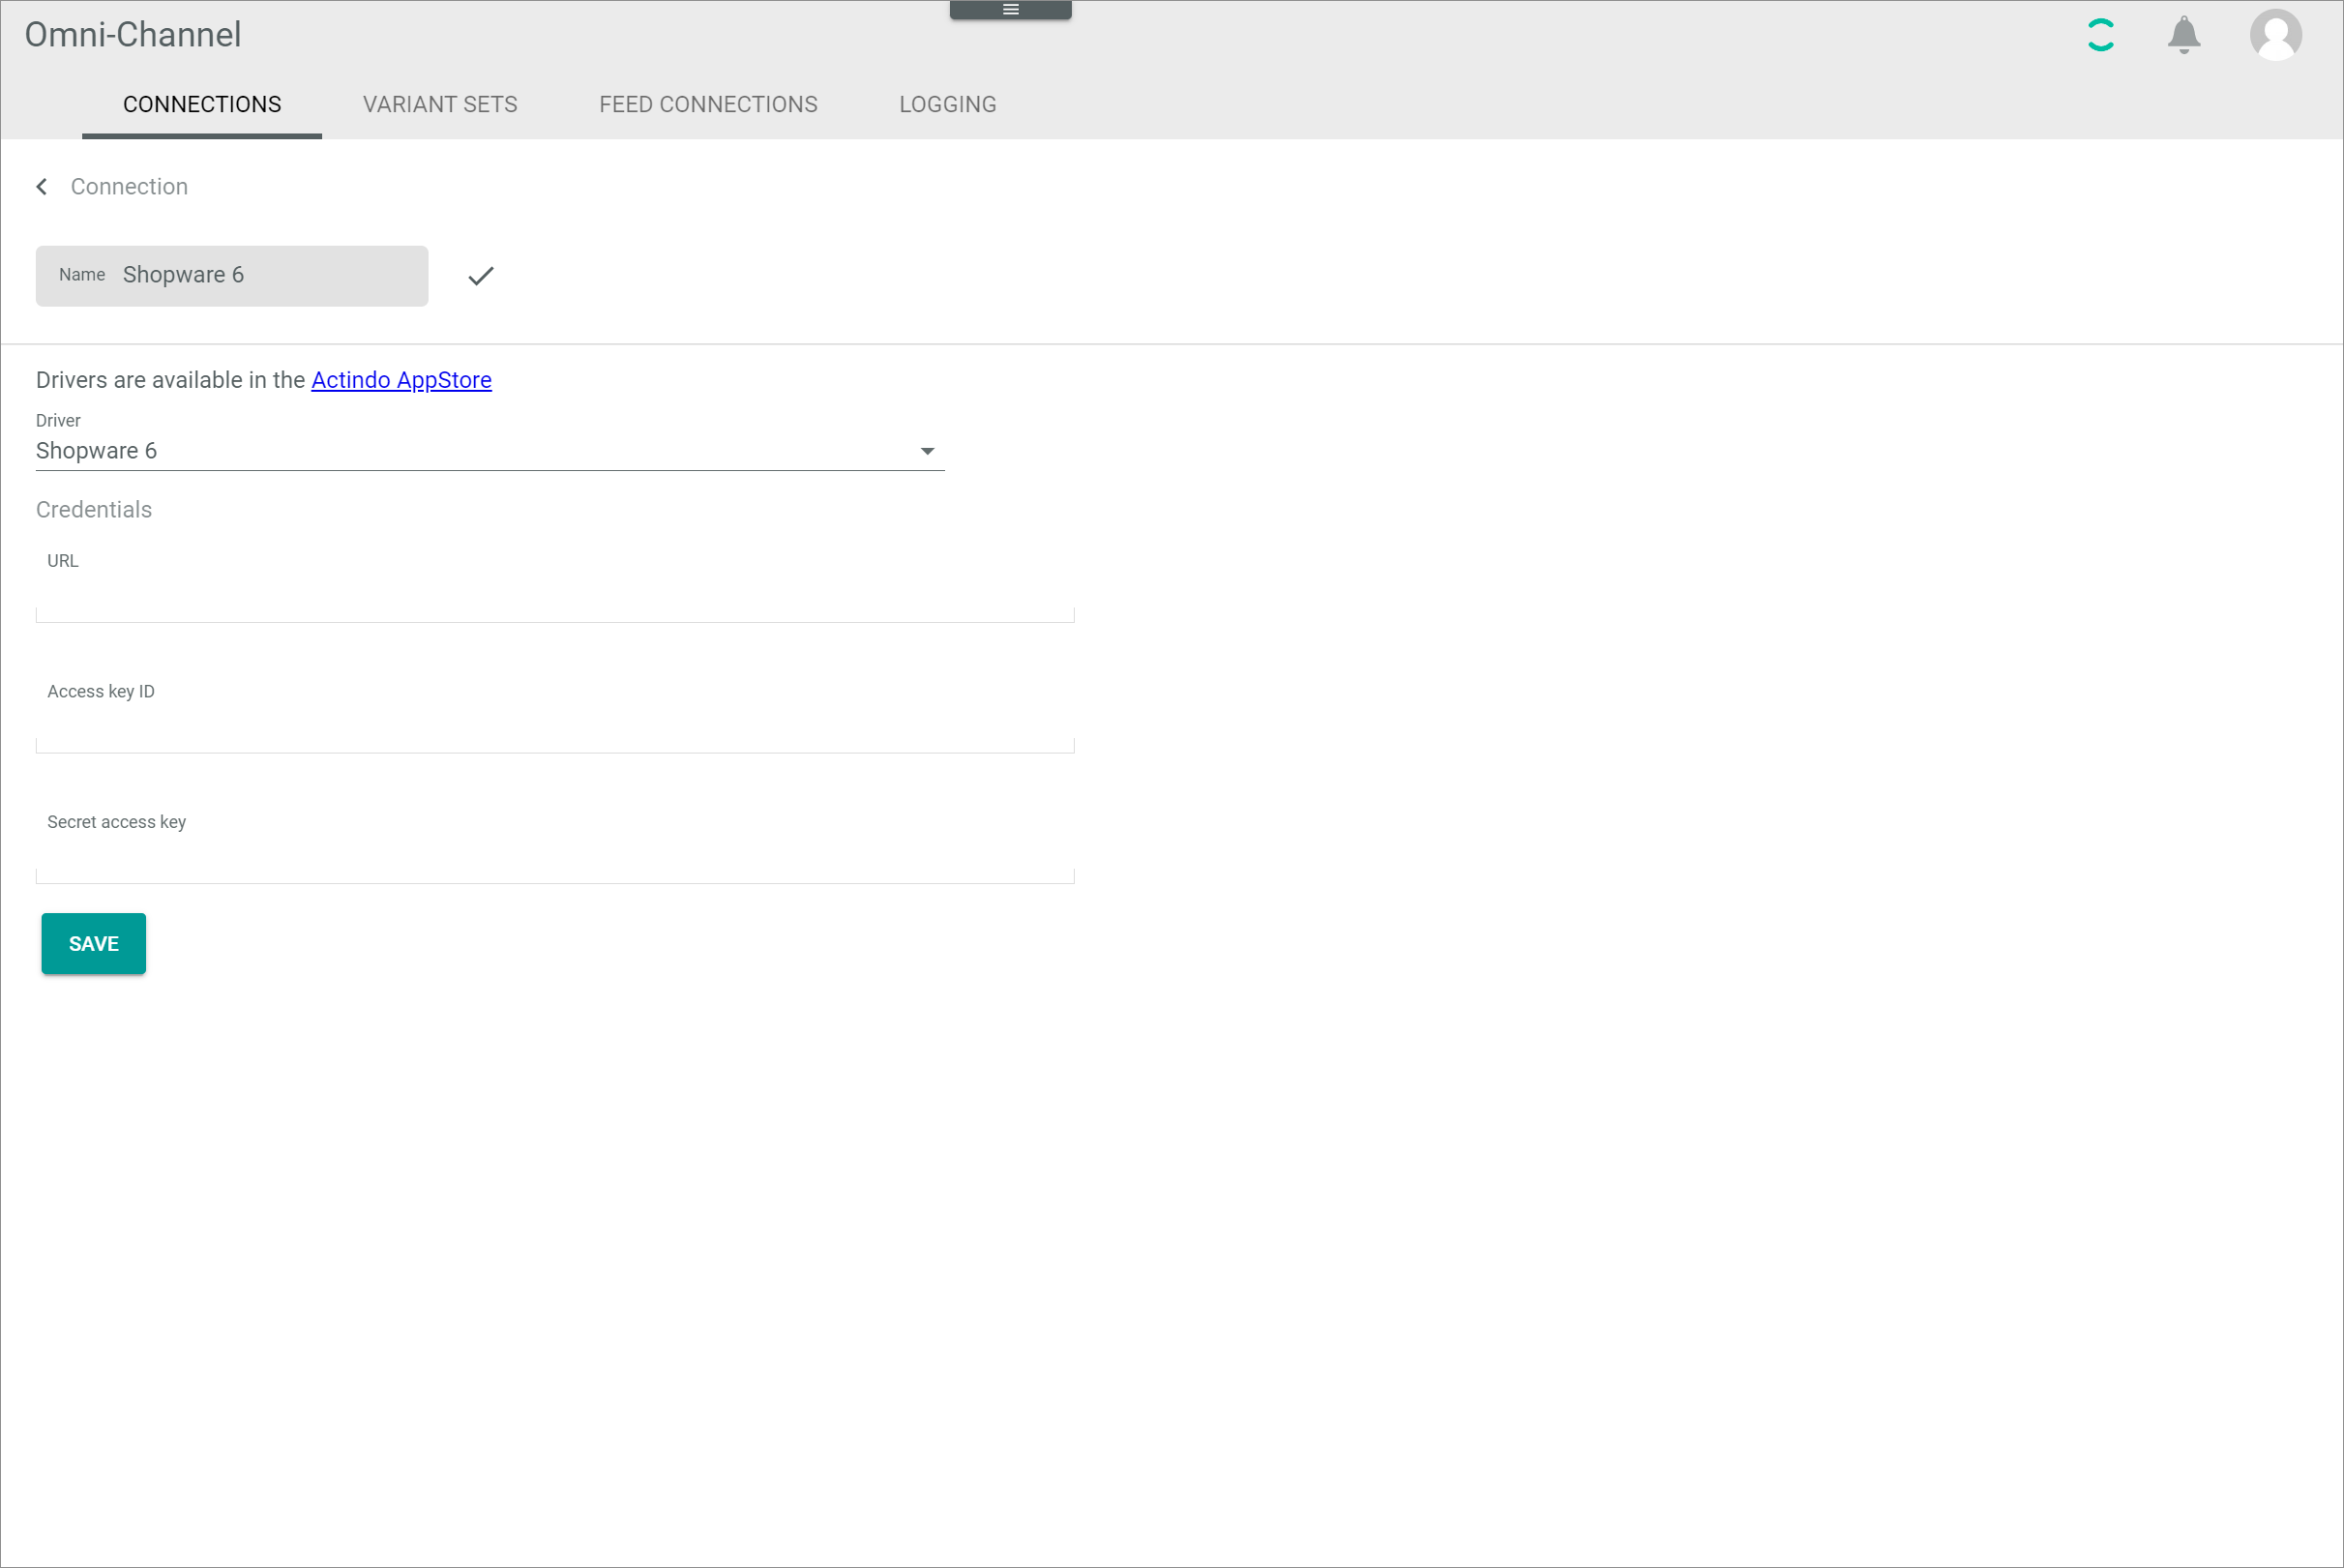 Omni-Channel
CONNECTIONS VARIANT SETS FEED CONNECTIONS LOGGING
Connection
Name Shopware 6
Drivers are available in the Actindo AppStore
Driver
Shopware 6
Credentials
URL
Access key ID
Secret access key
SAVE